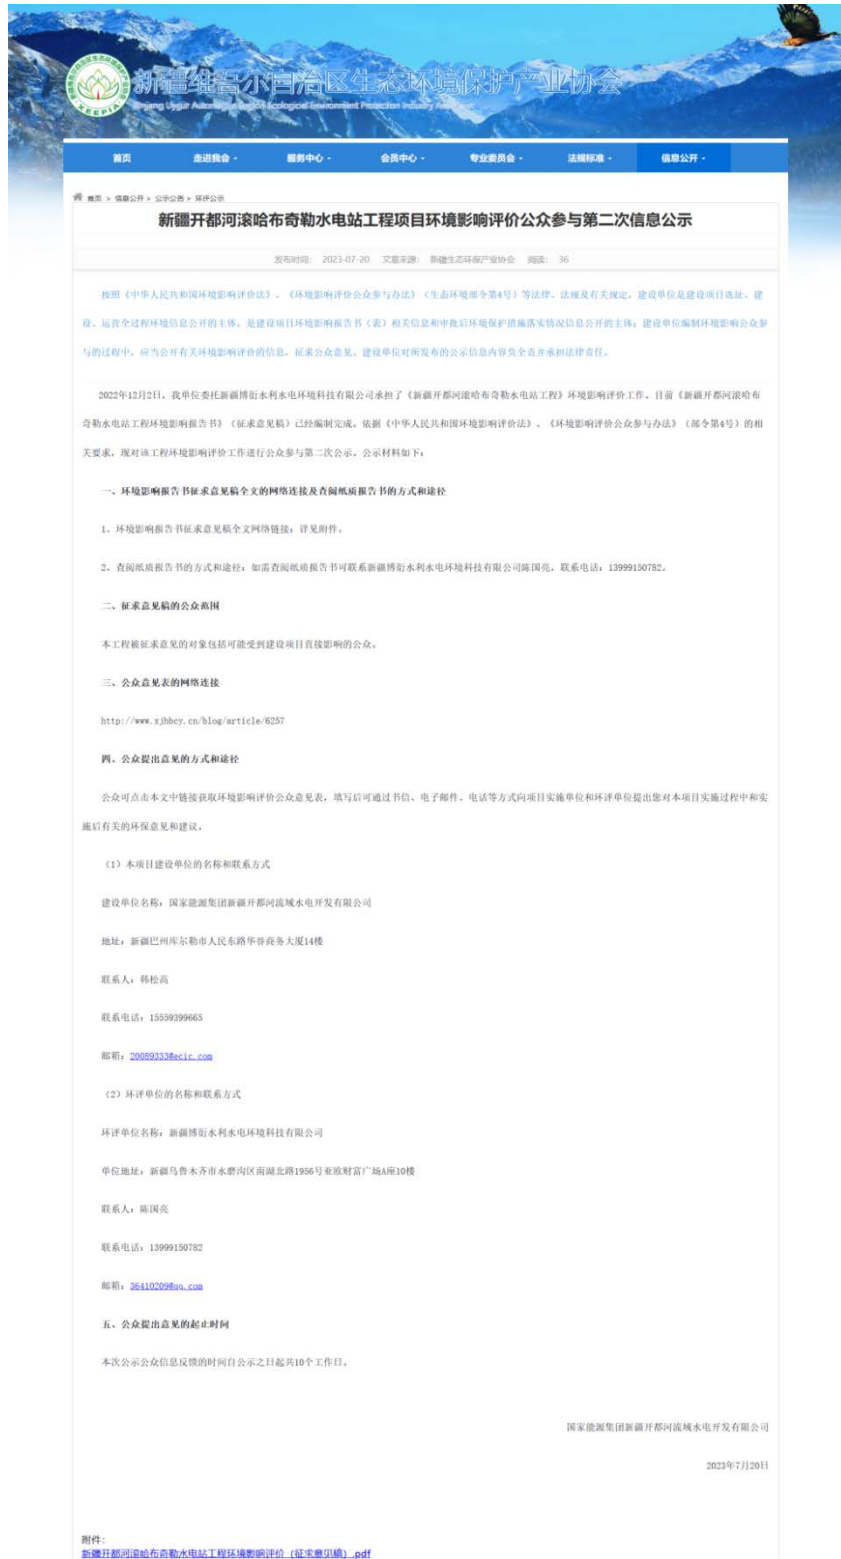 新疆维吾尔自治区生态环境保护产业协会
XEEPIA
首页 走进我会 服务中心 会员中心 专业委员会 法规标准 信息公开
首页 > 信息公开 > 公示公告 > 环评公示
新疆开都河滚哈布奇勒水电站工程项目环境影响评价公众参与第二次信息公示
发布时间： 2023-07-20 文章来源： 新疆生态环保产业协会 阅读： 36
按照《中华人民共和国环境影响评价法》、《环境影响评价公众参与办法》（生态环境部令第4号）等法律、法规及有关规定，建设单位是建设项目选址、建
设、运营全过程环境信息公开的主体，是建设项目环境影响报告书（表）相关信息和审批后环境保护措施落实情况信息公开的主体；建设单位编制环境影响公众参
与的过程中，应当公开有关环境影响评价的信息，征求公众意见，建设单位对所发布的公示信息内容负全责并承担法律责任。
2022年12月2日，我单位委托新疆博衍水利水电环境科技有限公司承担了《新疆开都河滚哈布奇勒水电站工程》环境影响评价工作，目前《新疆开都河滚哈布
奇勒水电站工程环境影响报告书》（征求意见稿）已经编制完成。依据《中华人民共和国环境影响评价法》、《环境影响评价公众参与办法》（部令第4号）的相
关要求，现对该工程环境影响评价工作进行公众参与第二次公示，公示材料如下：
一、环境影响报告书征求意见稿全文的网络连接及查阅纸质报告书的方式和途径
1、环境影响报告书征求意见稿全文网络链接：详见附件。
2、查阅纸质报告书的方式和途径：如需查阅纸质报告书可联系新疆博衍水利水电环境科技有限公司陈国亮，联系电话：13999150782。
二、征求意见稿的公众范围
本工程被征求意见的对象包括可能受到建设项目直接影响的公众。
三、公众意见表的网络连接
http://www.xjhbcy.cn/blog/article/6257
四、公众提出意见的方式和途径
公众可点击本文中链接获取环境影响评价公众意见表，填写后可通过书信、电子邮件、电话等方式向项目实施单位和环评单位提出您对本项目实施过程中和实
施后有关的环保意见和建议。
（1）本项目建设单位的名称和联系方式
建设单位名称：国家能源集团新疆开都河流域水电开发有限公司
地址：新疆巴州库尔勒市人民东路华誉商务大厦14楼
联系人：韩松高
联系电话：15559399665
邮箱：20089333@ecic.com
（2）环评单位的名称和联系方式
环评单位名称：新疆博衍水利水电环境科技有限公司
单位地址：新疆乌鲁木齐市水磨沟区南湖北路1956号亚欧财富广场A座10楼
联系人：陈国亮
联系电话：13999150782
邮箱：36410209@qq.com
五、公众提出意见的起止时间
本次公示公众信息反馈的时间自公示之日起共10个工作日。
国家能源集团新疆开都河流域水电开发有限公司
2023年7月20日
附件：
新疆开都河滚哈布奇勒水电站工程环境影响评价（征求意见稿）.pdf